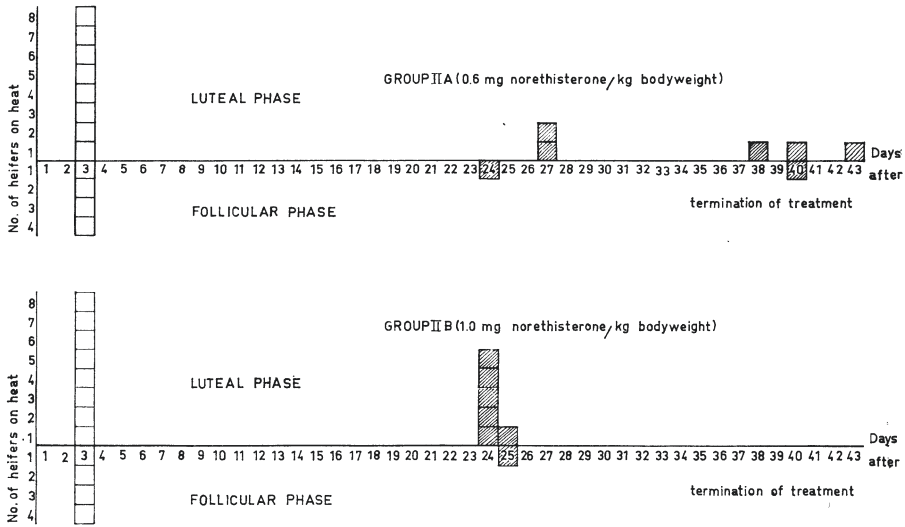 8
7
6
5
4
3
2
1
No. of heifers on heat
GROUP II A (0.6 mg norethisterone/kg bodyweight)
LUTEAL PHASE
1 2 3 4 5 6 7 8 9 10 11 12 13 14 15 16 17 18 19 20 21 22 23 24 25 26 27 28 29 30 31 32 33 34 35 36 37 38 39 40 41 42 43
Days
after
termination of treatment
1
2
3
4
FOLLICULAR PHASE
8
7
6
5
4
3
2
1
No. of heifers on heat
GROUP II B (1.0 mg norethisterone/kg bodyweight)
LUTEAL PHASE
1 2 3 4 5 6 7 8 9 10 11 12 13 14 15 16 17 18 19 20 21 22 23 24 25 26 27 28 29 30 31 32 33 34 35 36 37 38 39 40 41 42 43
Days
after
termination of treatment
1
2
3
4
FOLLICULAR PHASE